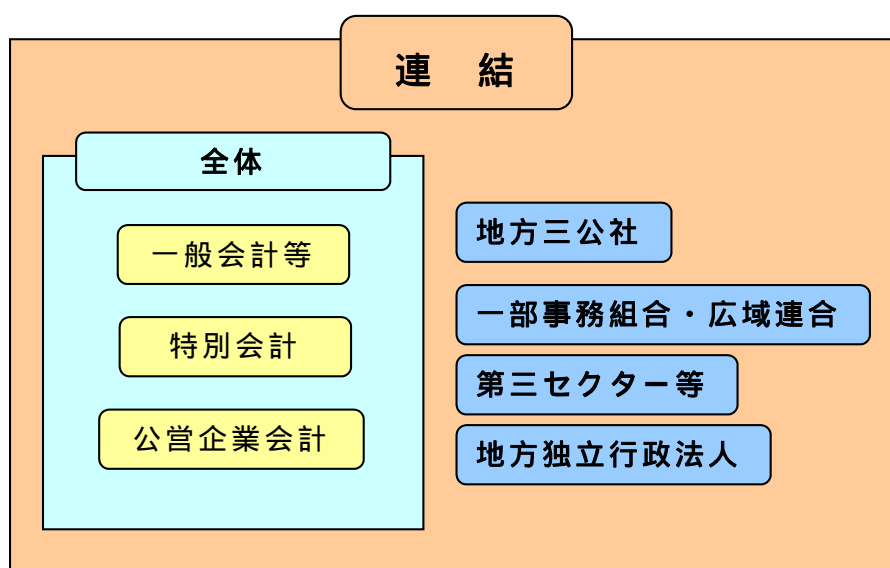 連　結
全体
一般会計等
特別会計
公営企業会計
地方三公社
一部事務組合・広域連合
第三セクター等
地方独立行政法人